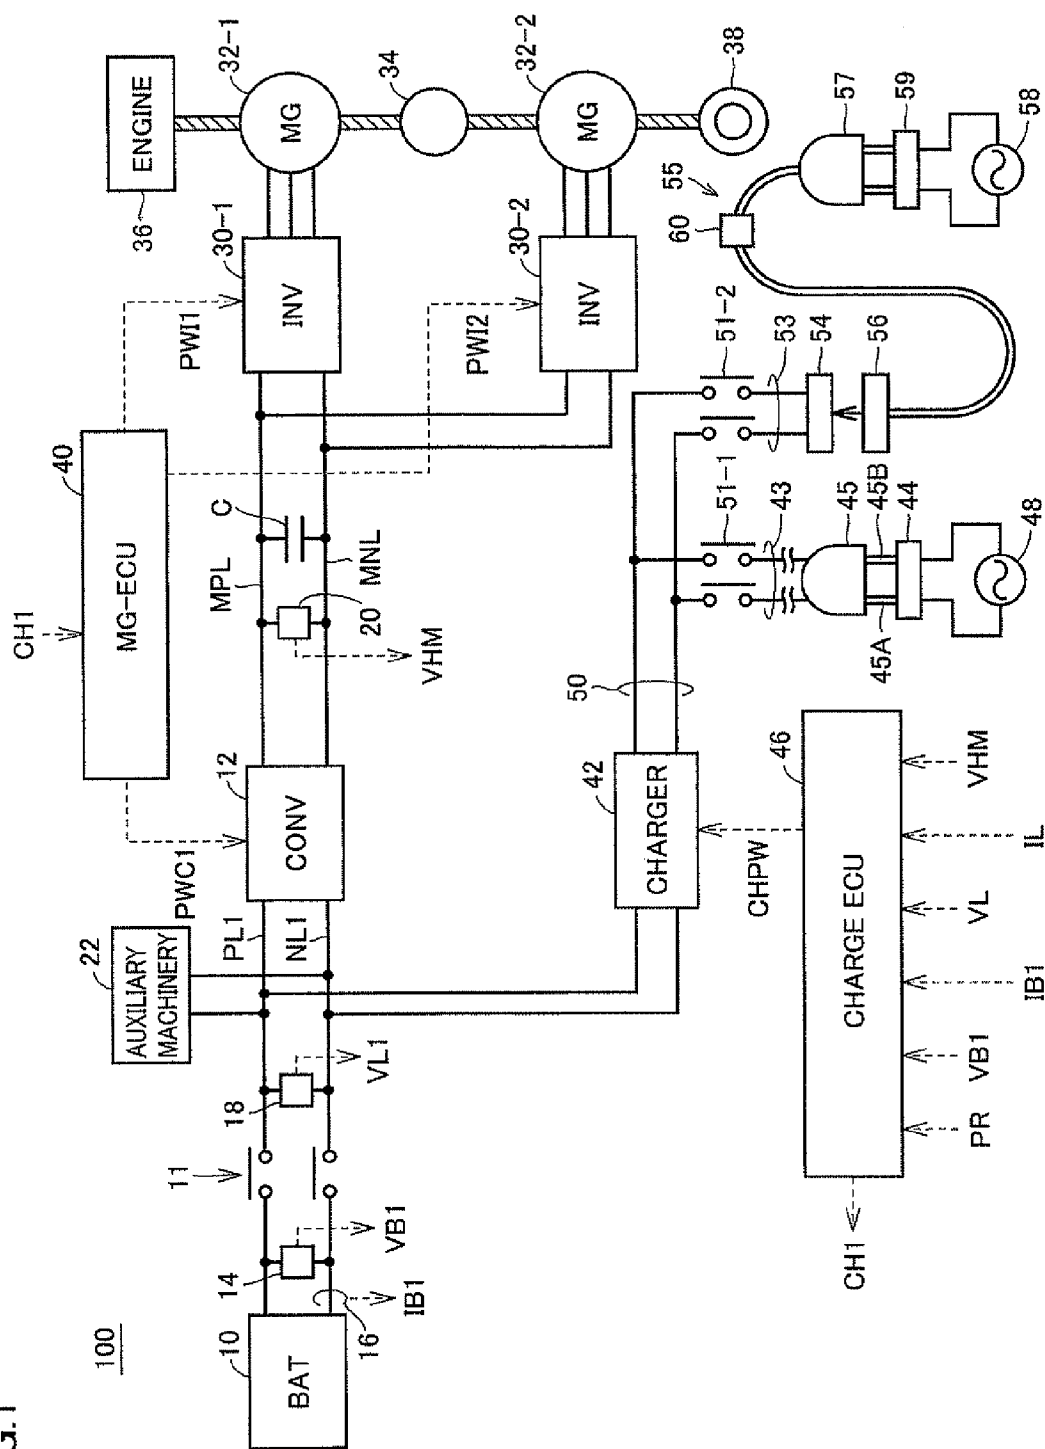 G. 1
100
ENGINE
36
32-1
MG
34
32-2
MG
38
30-1
INV
30-2
INV
PWI1
PWI2
CH1
40
MG-ECU
C
MPL
MNL
20
VHM
12
CONV
PWC1
PL1
NL1
22
AUXILIARY
MACHINERY
VL1
18
11
VB1
14
IB1
16
10
BAT
57
59
58
55
60
51-2
53
54
56
51-1
43
45
45B
44
45A
48
50
42
CHARGER
CHPW
46
CHARGE ECU
VHM
IL
VL
IB1
VB1
PR
CH1